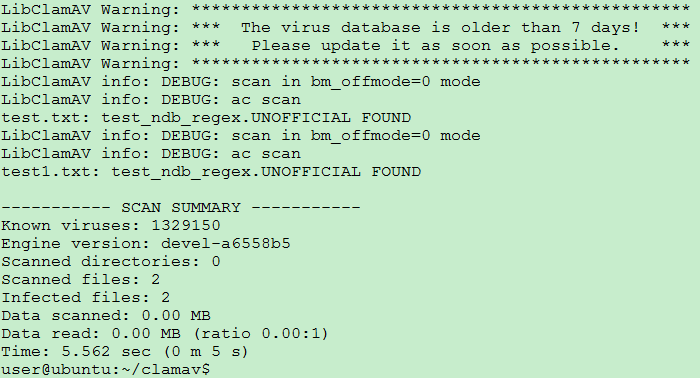 LibClamAV Warning: **************************************************
LibClamAV Warning: ***  The virus database is older than 7 days!  ***
LibClamAV Warning: ***   Please update it as soon as possible.    ***
LibClamAV Warning: **************************************************
LibClamAV info: DEBUG: scan in bm_offmode=0 mode
LibClamAV info: DEBUG: ac scan
test.txt: test_ndb_regex.UNOFFICIAL FOUND
LibClamAV info: DEBUG: scan in bm_offmode=0 mode
LibClamAV info: DEBUG: ac scan
test1.txt: test_ndb_regex.UNOFFICIAL FOUND
----------- SCAN SUMMARY -----------
Known viruses: 1329150
Engine version: devel-a6558b5
Scanned directories: 0
Scanned files: 2
Infected files: 2
Data scanned: 0.00 MB
Data read: 0.00 MB (ratio 0.00:1)
Time: 5.562 sec (0 m 5 s)
user@ubuntu:~/clamav$